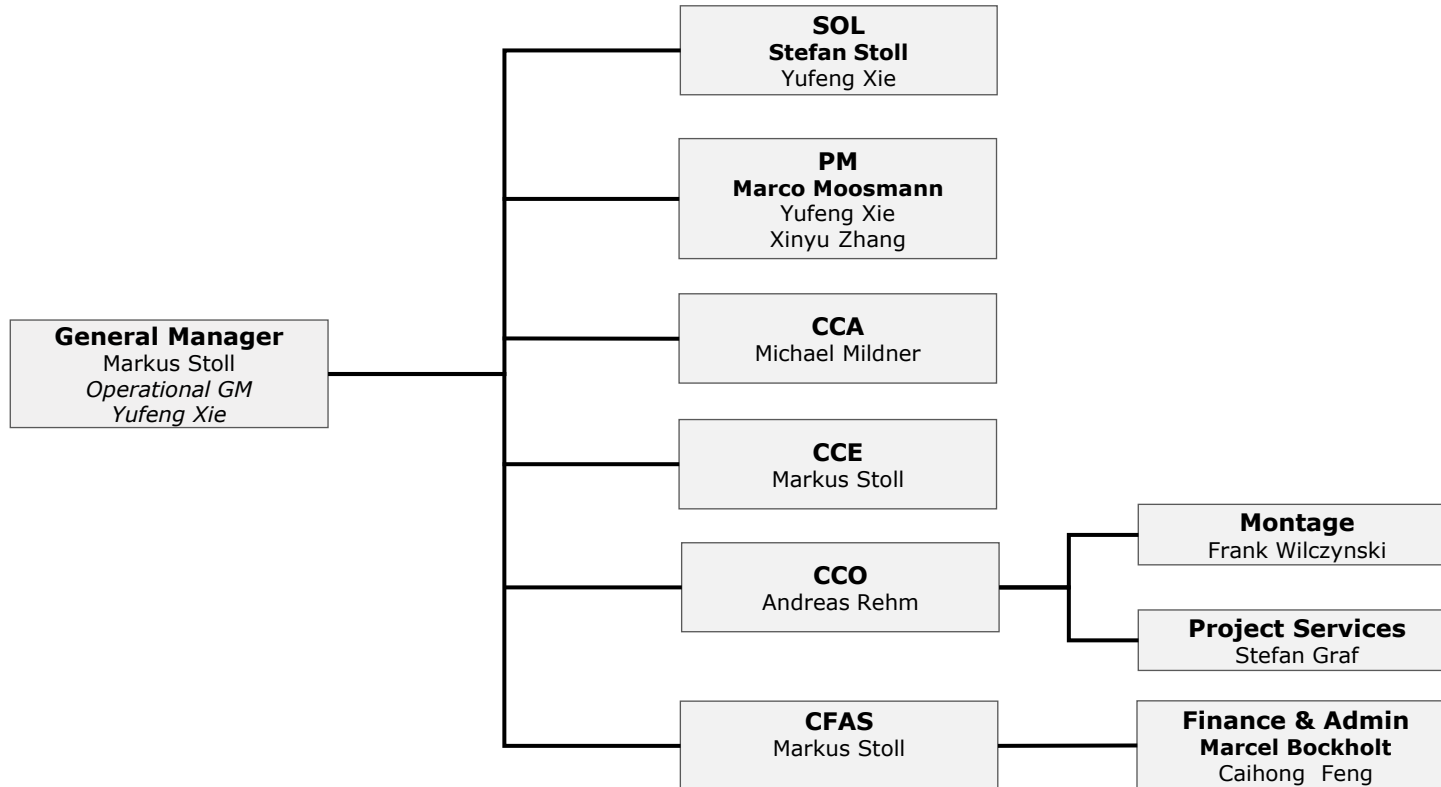 General Manager
Markus Stoll
Operational GM
Yufeng Xie
SOL
Stefan Stoll
Yufeng Xie
PM
Marco Moosmann
Yufeng Xie
Xinyu Zhang
CCA
Michael Mildner
CCE
Markus Stoll
CCO
Andreas Rehm
Montage
Frank Wilczynski
Project Services
Stefan Graf
CFAS
Markus Stoll
Finance & Admin
Marcel Bockholt
Caihong Feng